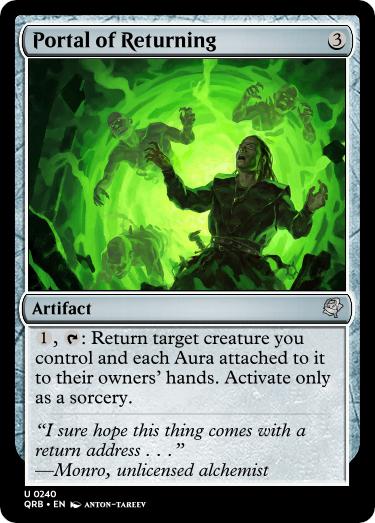 Portal of Returning 3
Artifact
1, : Return target creature you
control and each Aura attached to it
to their owners' hands. Activate only
as a sorcery.
"I sure hope this thing comes with a
return address . . ."
—Monro, unlicensed alchemist
U 0240
QRB • EN ANTON-TAREEV